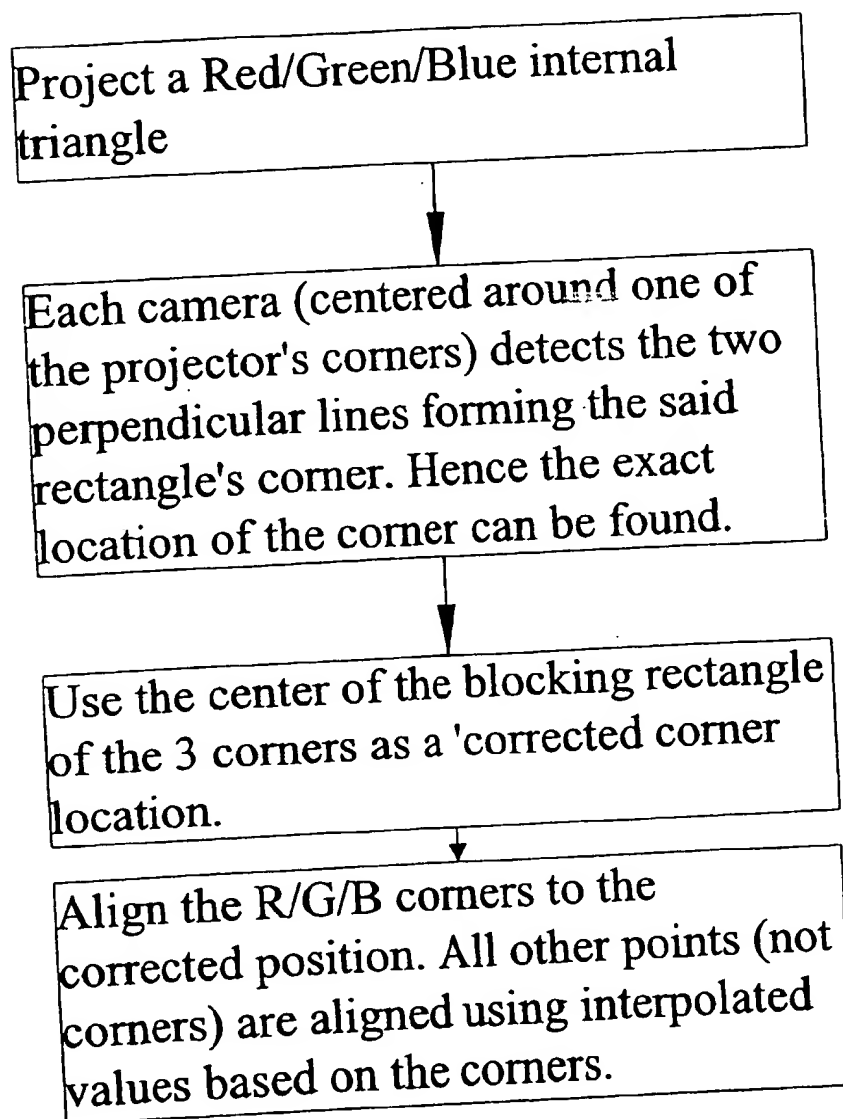 Project a Red/Green/Blue internal
triangle
Each camera (centered around one of
the projector's corners) detects the two
perpendicular lines forming the said
rectangle's corner. Hence the exact
location of the corner can be found.
Use the center of the blocking rectangle
of the 3 corners as a 'corrected corner
location.
Align the R/G/B corners to the
corrected position. All other points (not
corners) are aligned using interpolated
values based on the corners.